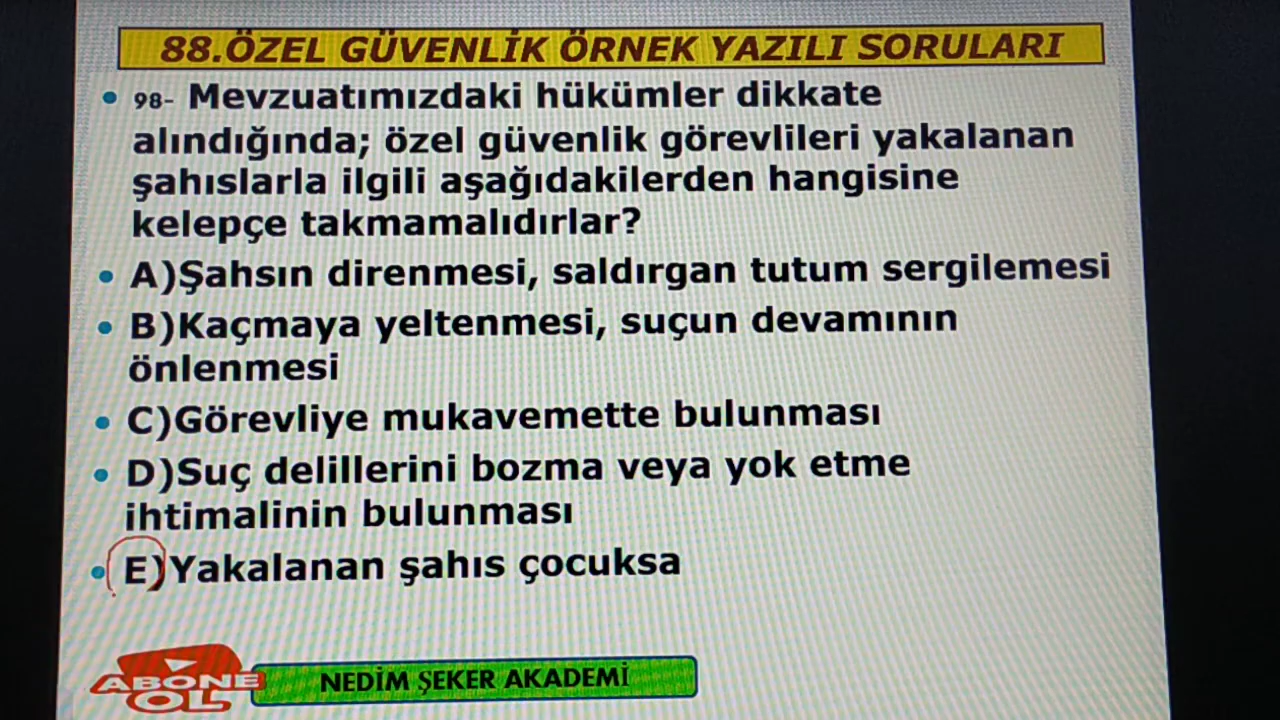 88.ÖZEL GÜVENLİK ÖRNEK YAZILI SORULARI
98- Mevzuatımızdaki hükümler dikkate
alındığında; özel güvenlik görevlileri yakalanan
şahıslarla ilgili aşağıdakilerden hangisine
kelepçe takmamalıdırlar?
A)Şahsın direnmesi, saldırgan tutum sergilemesi
B)Kaçmaya yeltenmesi, suçun devamının
önlenmesi
C)Görevliye mukavemette bulunması
D)Suç delillerini bozma veya yok etme
ihtimalinin bulunması
E)Yakalanan şahıs çocuksa
ABONE
OL
NEDİM ŞEKER AKADEMİ